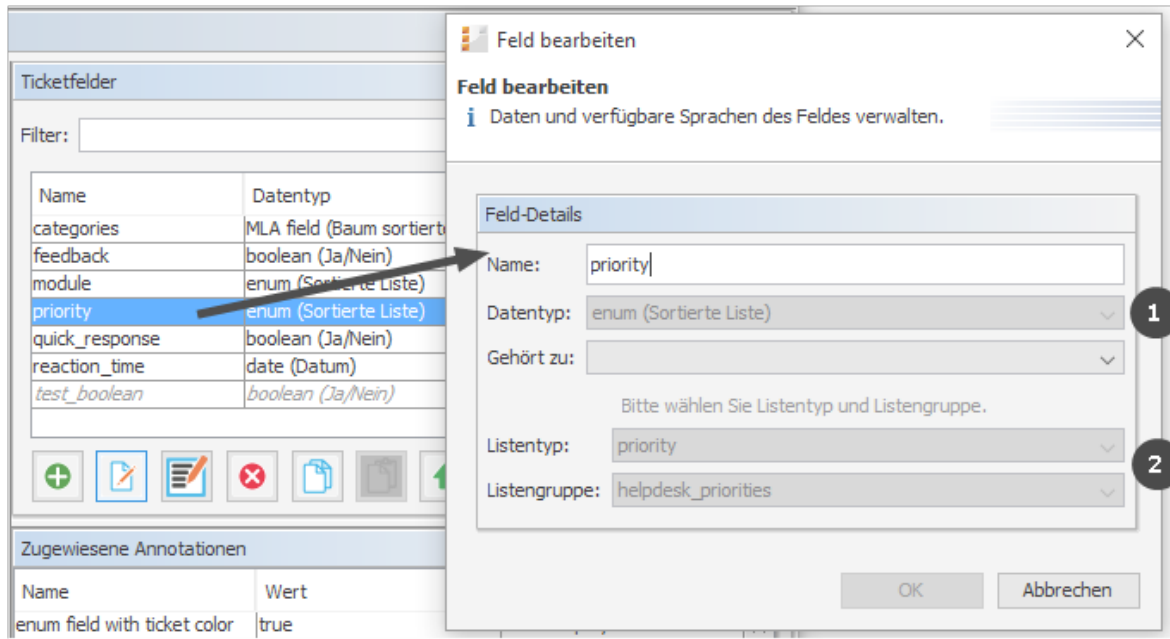 Ticketfelder
Filter:
Name Datentyp
categories MLA field (Baum sortierte
feedback boolean (Ja/Nein)
module enum (Sortierte Liste)
priority enum (Sortierte Liste)
quick_response boolean (Ja/Nein)
reaction_time date (Datum)
test_boolean boolean (Ja/Nein)
Zugewiesene Annotationen
Name Wert
enum field with ticket color true
Feld bearbeiten
Feld bearbeiten
i Daten und verfügbare Sprachen des Feldes verwalten.
Feld-Details
Name: priority
Datentyp: enum (Sortierte Liste)
1
Gehört zu:
Bitte wählen Sie Listentyp und Listengruppe.
Listentyp: priority
2
Listengruppe: helpdesk_priorities
OK Abbrechen